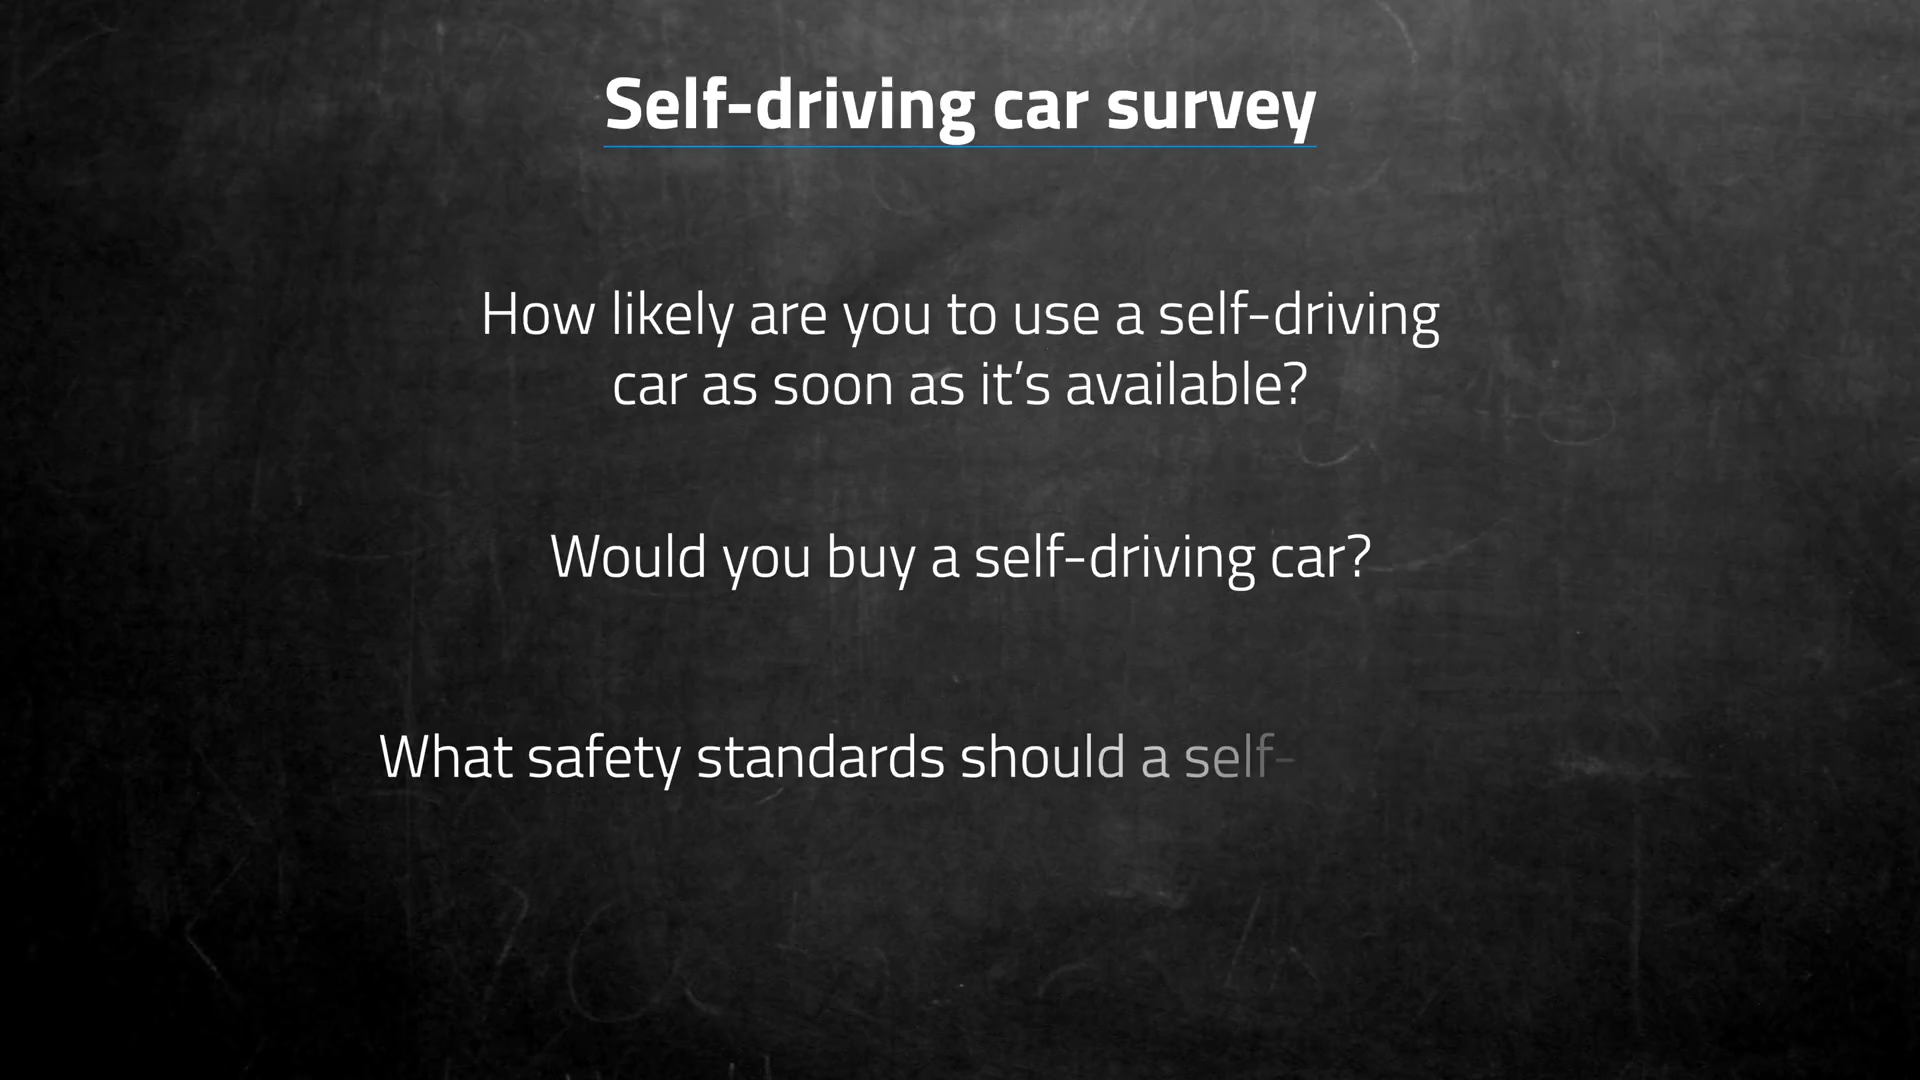 Self-driving car survey
How likely are you to use a self-driving
car as soon as it’s available?
Would you buy a self-driving car?
What safety standards should a self-